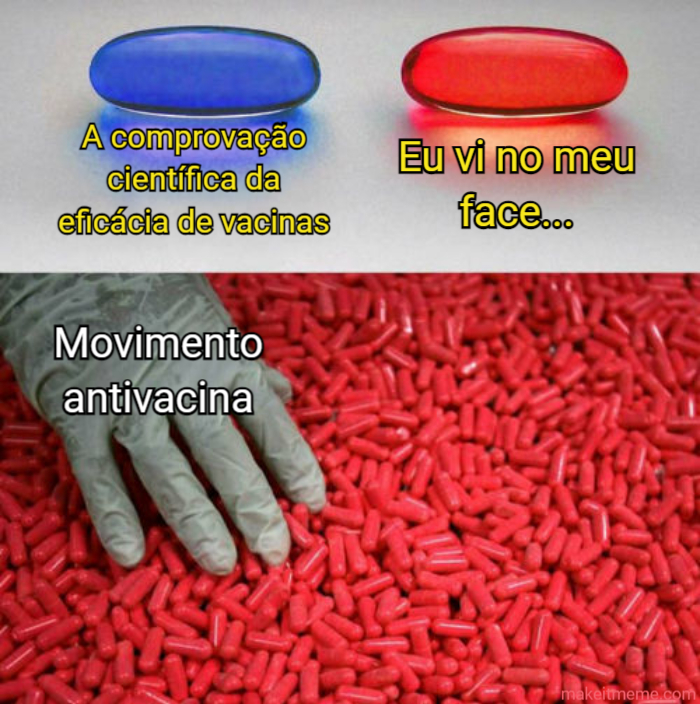 A comprovação
científica da
eficácia de vacinas
Eu vi no meu
face...
Movimento
antivacina
makeitmeme.com